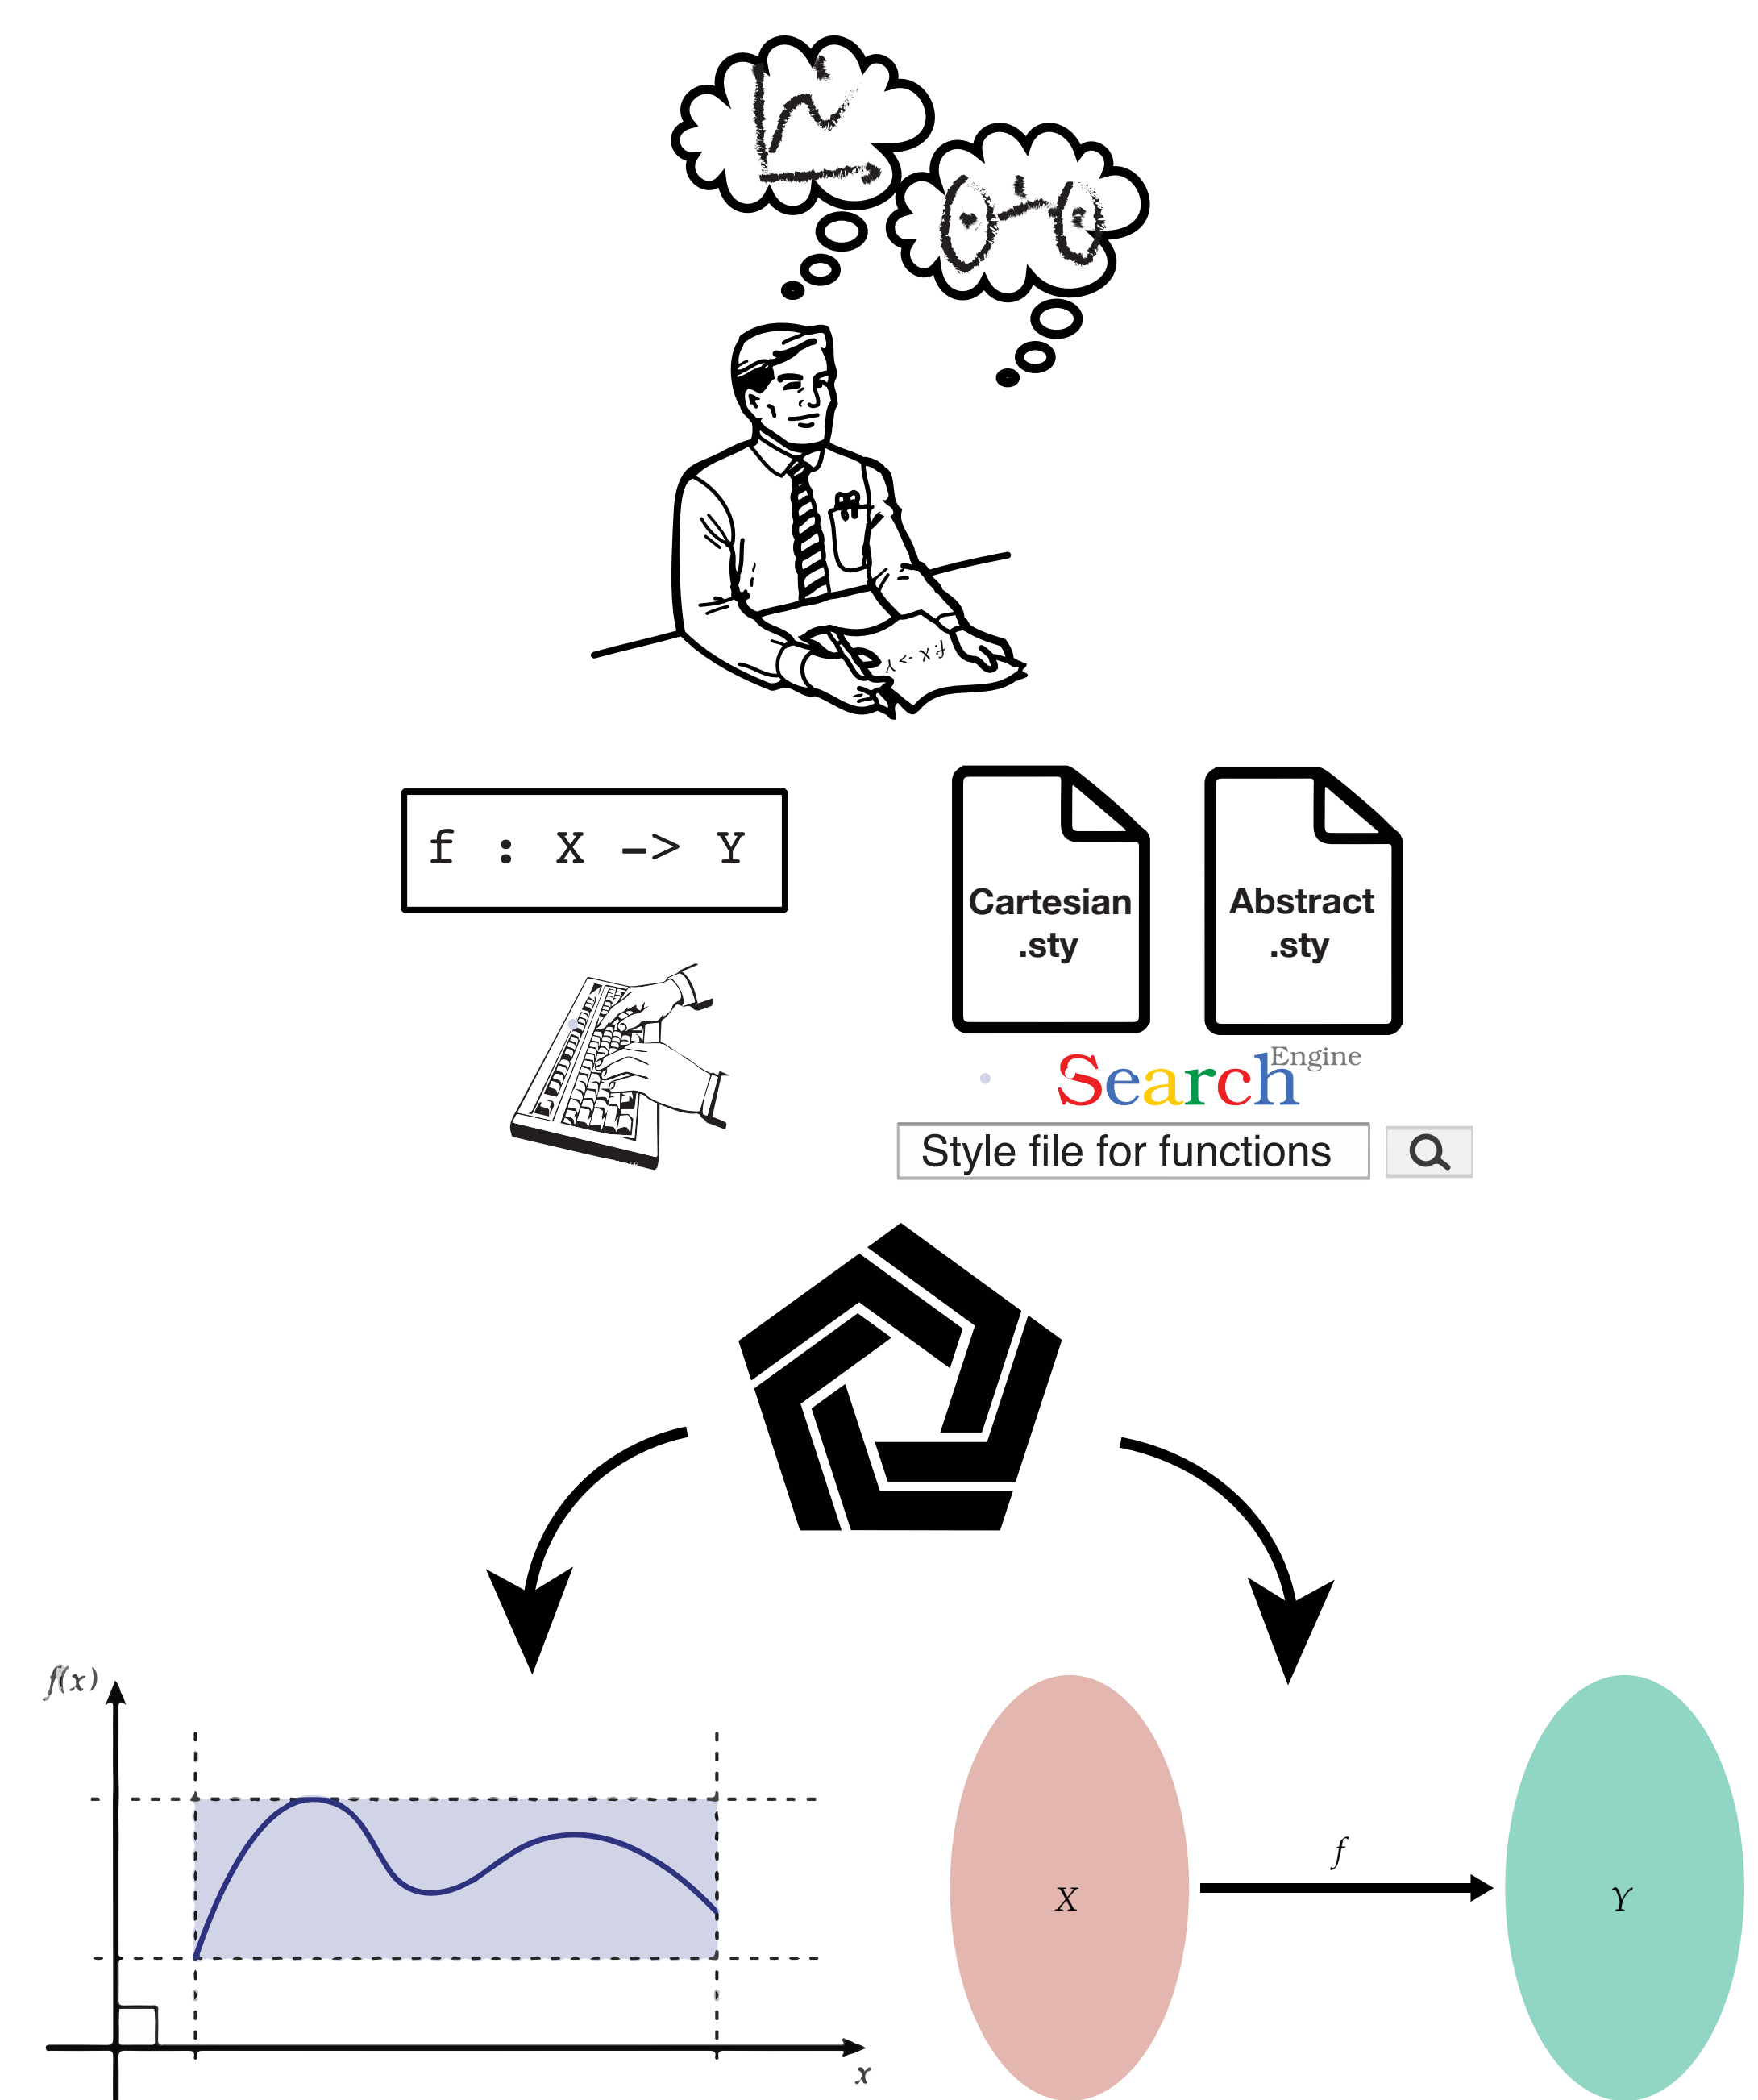 f: X -> Y
f : X -> Y
Cartesian
.sty
Abstract
.sty
Search Engine
Style file for functions
f(x)
x
f
X
Y